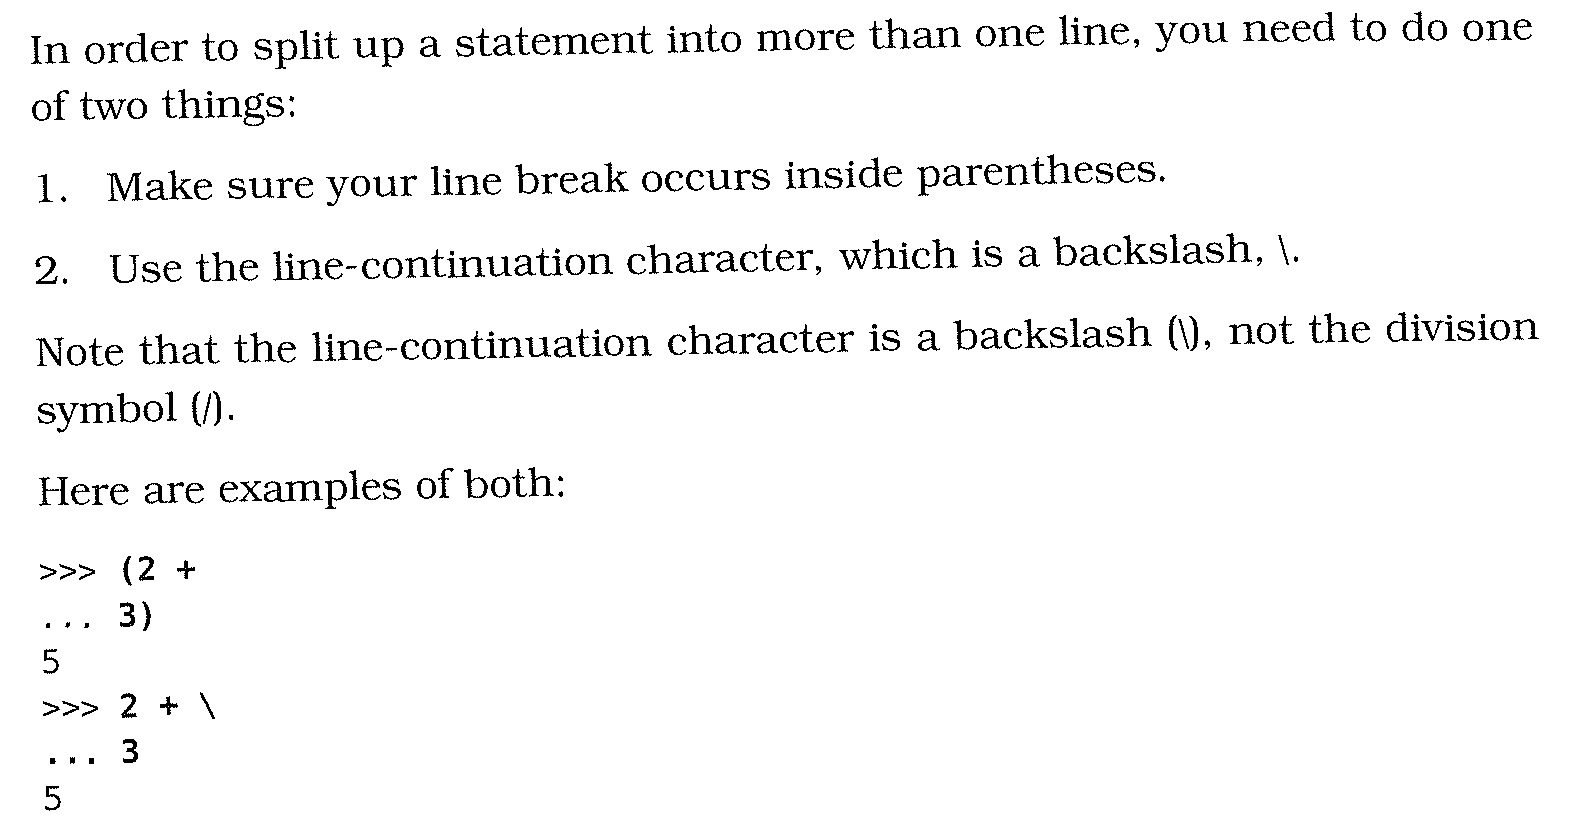 In order to split up a statement into more than one line, you need to do one
of two things:
1. Make sure your line break occurs inside parentheses.
2. Use the line-continuation character, which is a backslash, \.
Note that the line-continuation character is a backslash (\), not the division
symbol (/).
Here are examples of both:
>>> (2 +
... 3)
5
>>> 2 + \
... 3
5